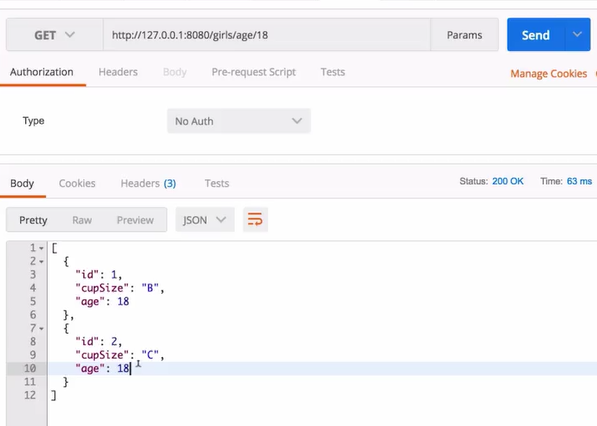 GET http://127.0.0.1:8080/girls/age/18 Params Send
Authorization Headers Body Pre-request Script Tests Manage Cookies
Type No Auth
Body Cookies Headers (3) Tests Status: 200 OK Time: 63 ms
Pretty Raw Preview JSON
1 [
2 {
3 "id": 1,
4 "cupSize": "B",
5 "age": 18
6 },
7 {
8 "id": 2,
9 "cupSize": "C",
10 "age": 18
11 }
12 ]